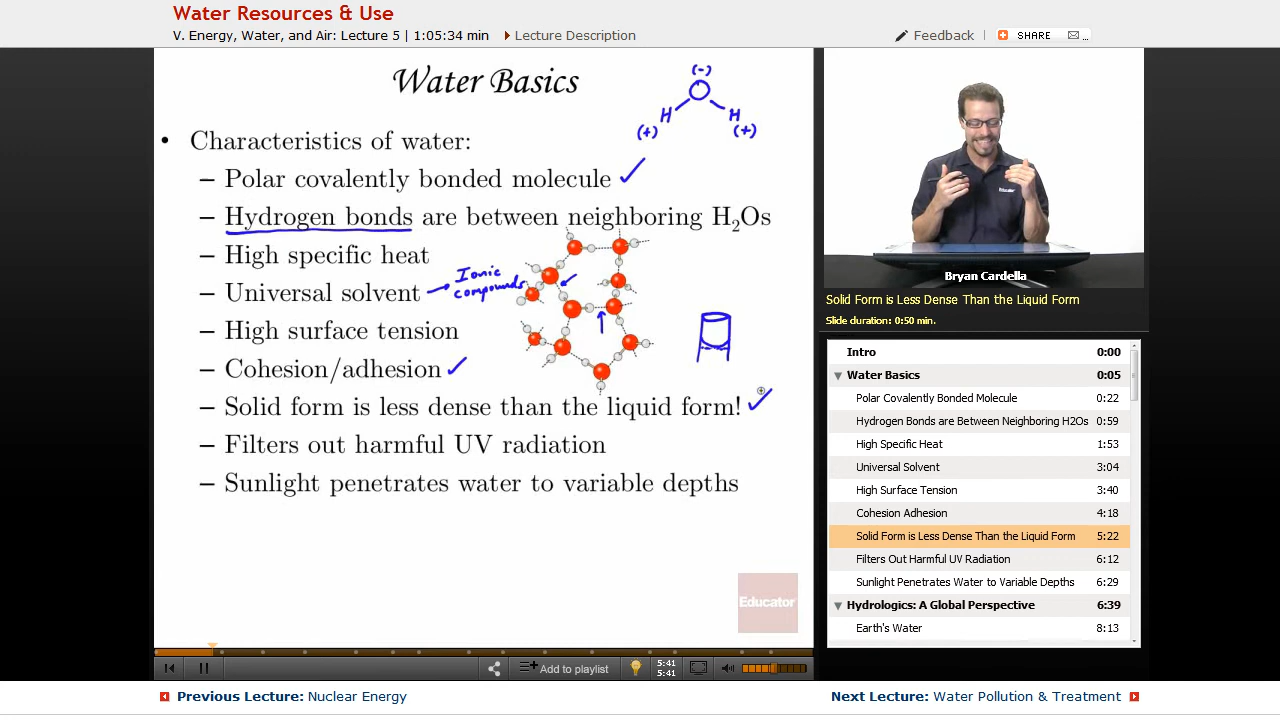 Water Resources & Use
V. Energy, Water, and Air: Lecture 5 | 1:05:34 min
Lecture Description
Feedback
SHARE
Water Basics
(-)
H
H
(+)
(+)
• Characteristics of water:
– Polar covalently bonded molecule
– Hydrogen bonds are between neighboring H₂Os
– High specific heat
– Universal solvent
Ionic
compounds
– High surface tension
– Cohesion/adhesion
– Solid form is less dense than the liquid form!
– Filters out harmful UV radiation
– Sunlight penetrates water to variable depths
Educator
Educator
Bryan Cardella
Solid Form is Less Dense Than the Liquid Form
Slide duration: 0:50 min.
Intro 0:00
Water Basics 0:05
Polar Covalently Bonded Molecule 0:22
Hydrogen Bonds are Between Neighboring H2Os 0:59
High Specific Heat 1:53
Universal Solvent 3:04
High Surface Tension 3:40
Cohesion Adhesion 4:18
Solid Form is Less Dense Than the Liquid Form 5:22
Filters Out Harmful UV Radiation 6:12
Sunlight Penetrates Water to Variable Depths 6:29
Hydrologics: A Global Perspective 6:39
Earth's Water 8:13
Add to playlist
5:41
5:41
Previous Lecture: Nuclear Energy
Next Lecture: Water Pollution & Treatment